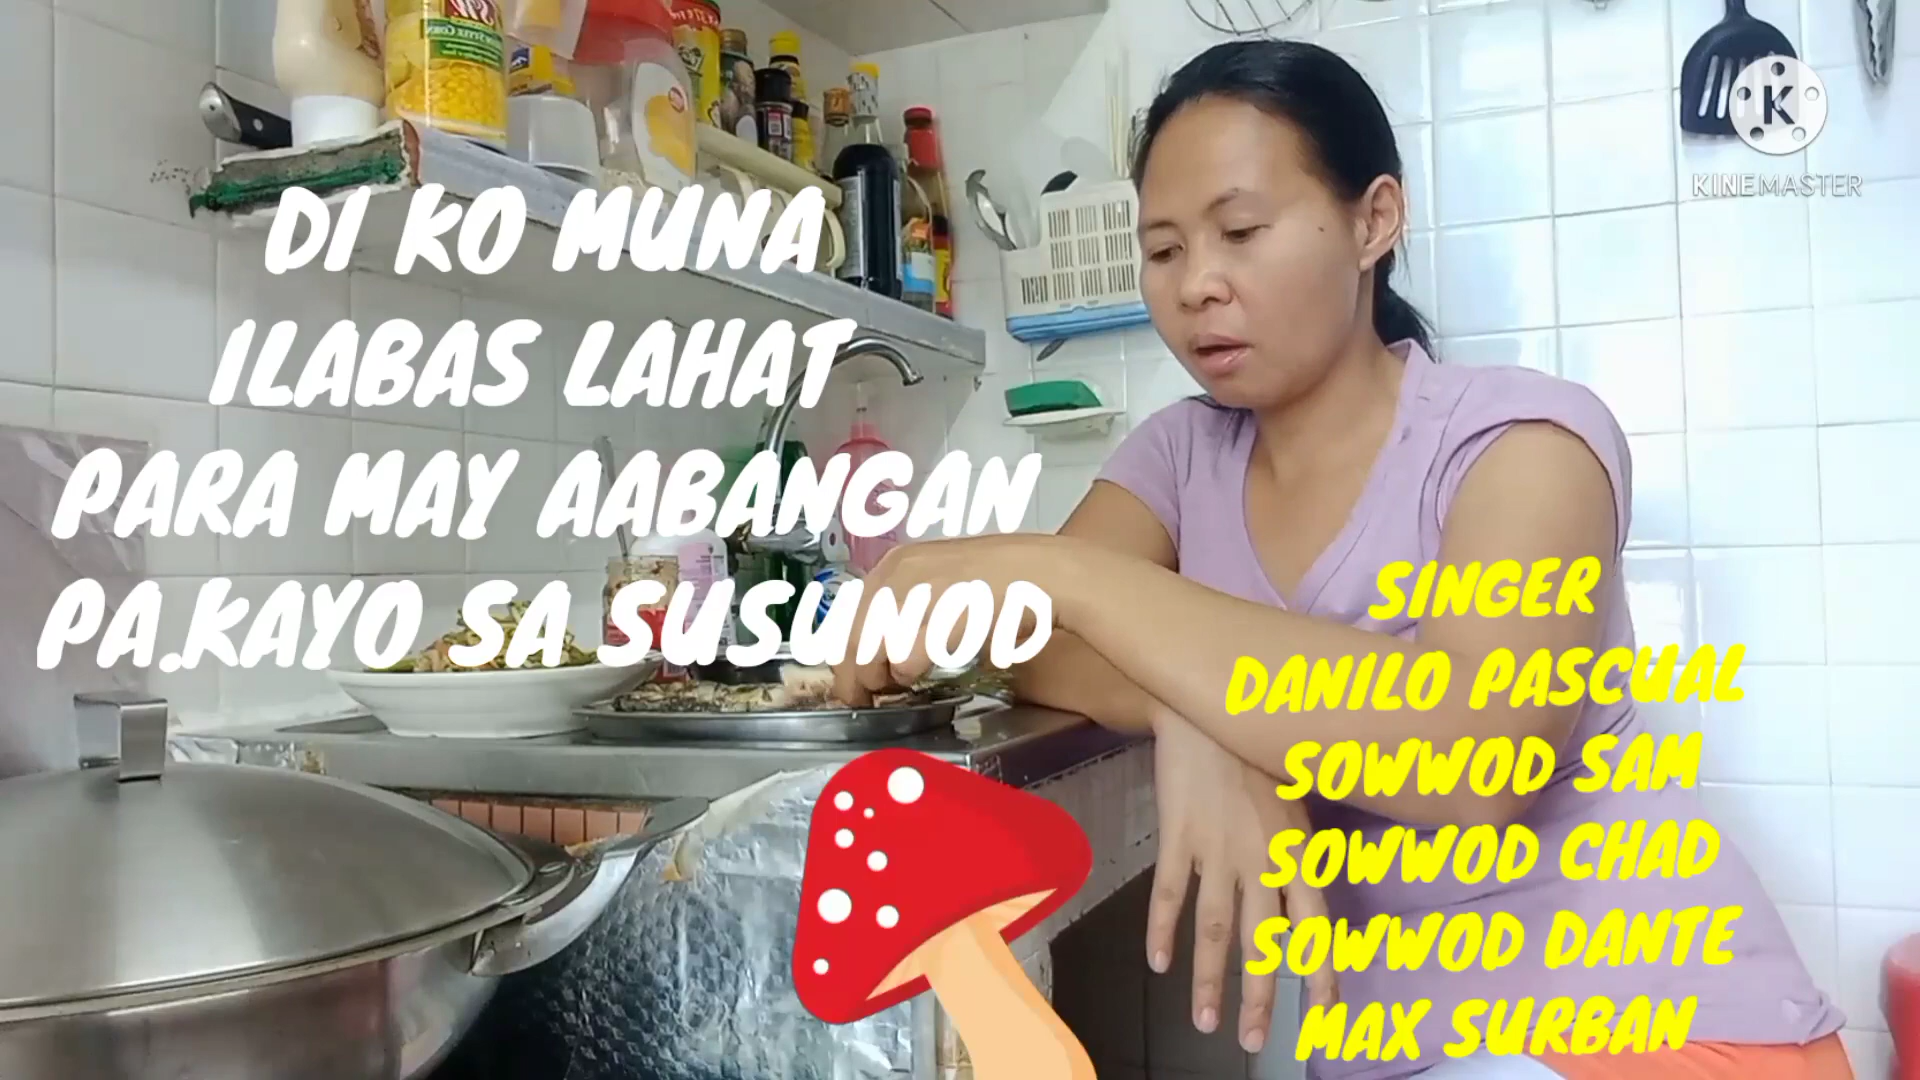 DI KO MUNA
ILABAS LAHAT
PARA MAY AABANGAN
PA.KAYO SA SUSUNOD
SINGER
DANILO PASCUAL
SOWWOD SAM
SOWWOD CHAD
SOWWOD DANTE
MAX SURBAN
K
KINEMASTER